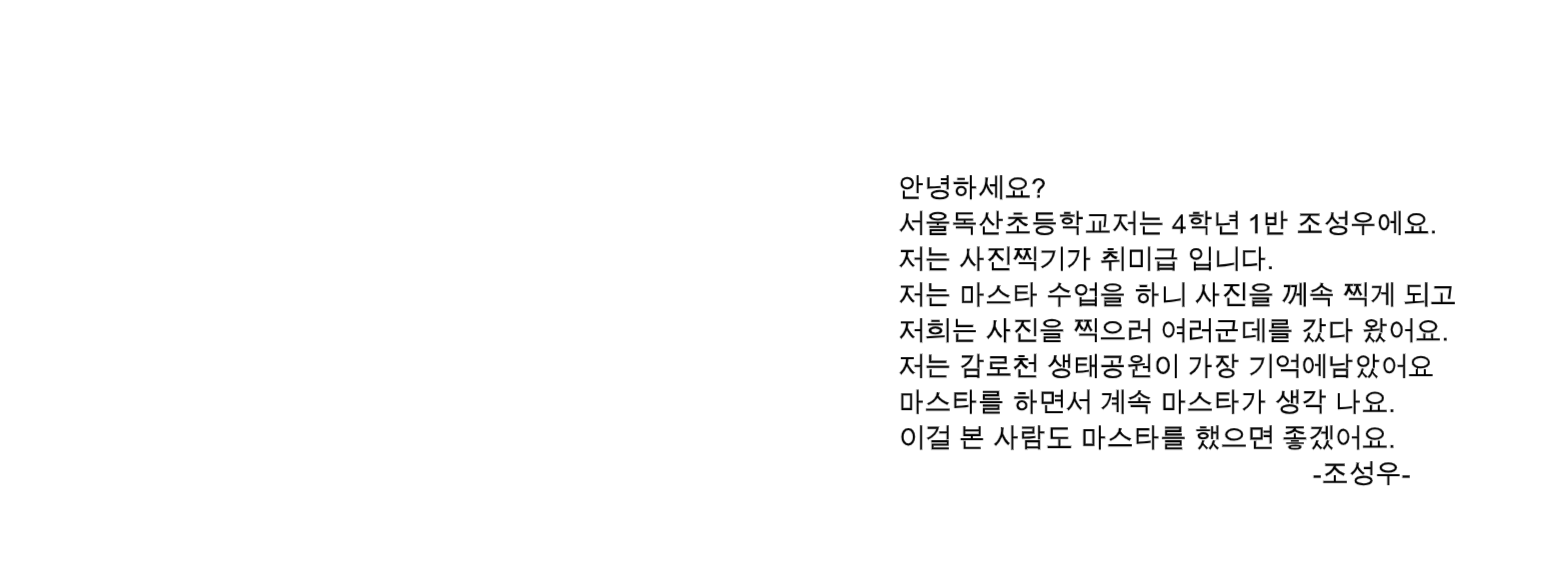 안녕하세요?
서울독산초등학교저는 4학년 1반 조성우에요.
저는 사진찍기가 취미급 입니다.
저는 마스타 수업을 하니 사진을 께속 찍게 되고
저희는 사진을 찍으러 여러군데를 갔다 왔어요.
저는 감로천 생태공원이 가장 기억에남았어요
마스타를 하면서 계속 마스타가 생각 나요.
이걸 본 사람도 마스타를 했으면 좋겠어요.
-조성우-